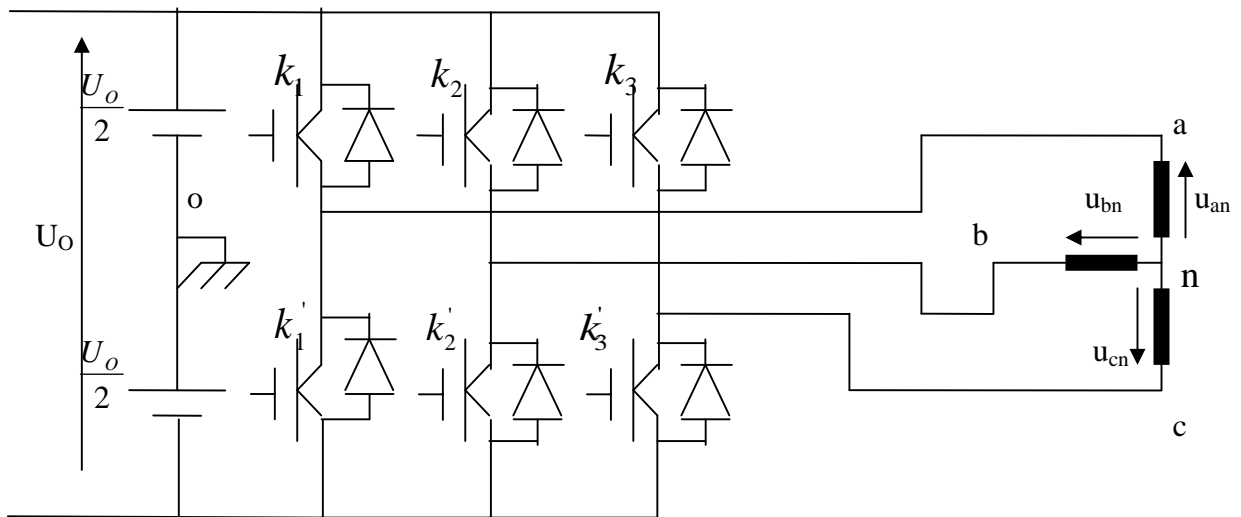 k₁
k₂
k₃
U_O
2
a
o
U_O
u_bn
u_an
b
n
k₁'
k₂'
k₃'
U_O
2
u_cn
c